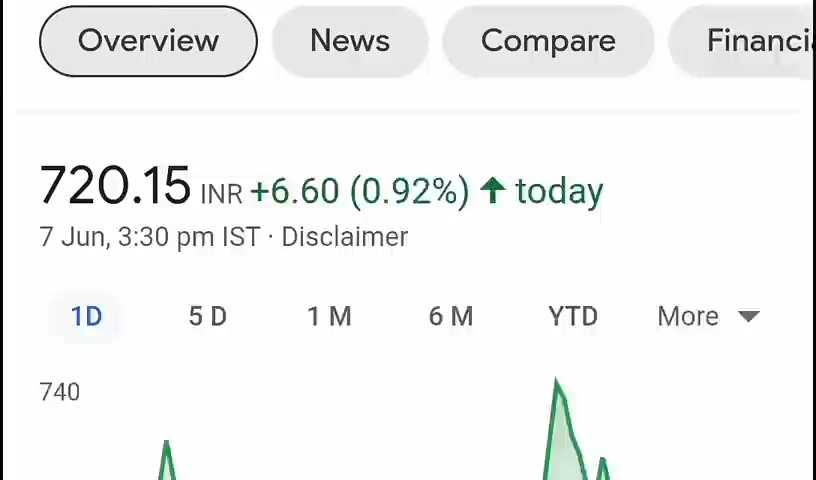 Overview News Compare Financi
720.15 INR +6.60 (0.92%) ↑ today
7 Jun, 3:30 pm IST · Disclaimer
1D 5 D 1 M 6 M YTD More
740